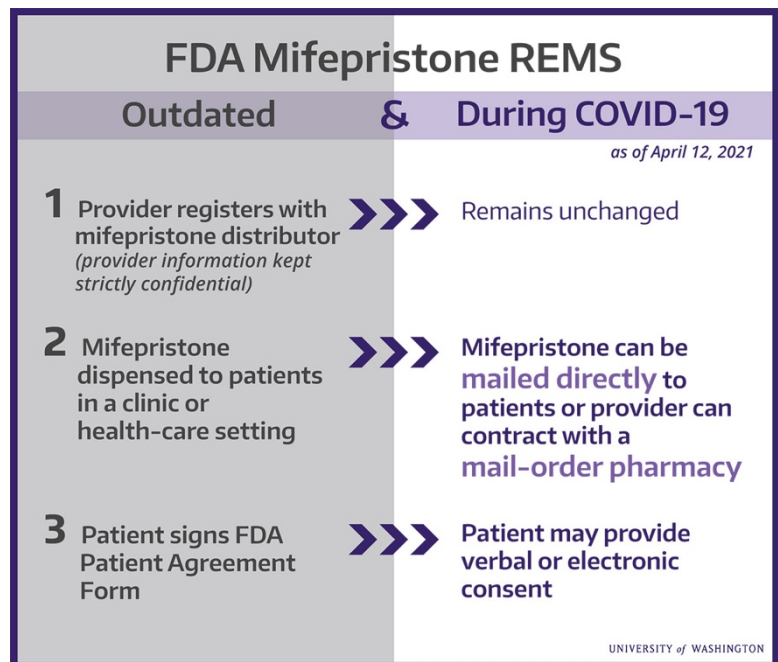 FDA Mifepristone REMS
Outdated & During COVID-19
as of April 12, 2021
1 Provider registers with
mifepristone distributor
(provider information kept
strictly confidential)
Remains unchanged
2 Mifepristone
dispensed to patients
in a clinic or
health-care setting
Mifepristone can be
mailed directly to
patients or provider can
contract with a
mail-order pharmacy
3 Patient signs FDA
Patient Agreement
Form
Patient may provide
verbal or electronic
consent
UNIVERSITY of WASHINGTON